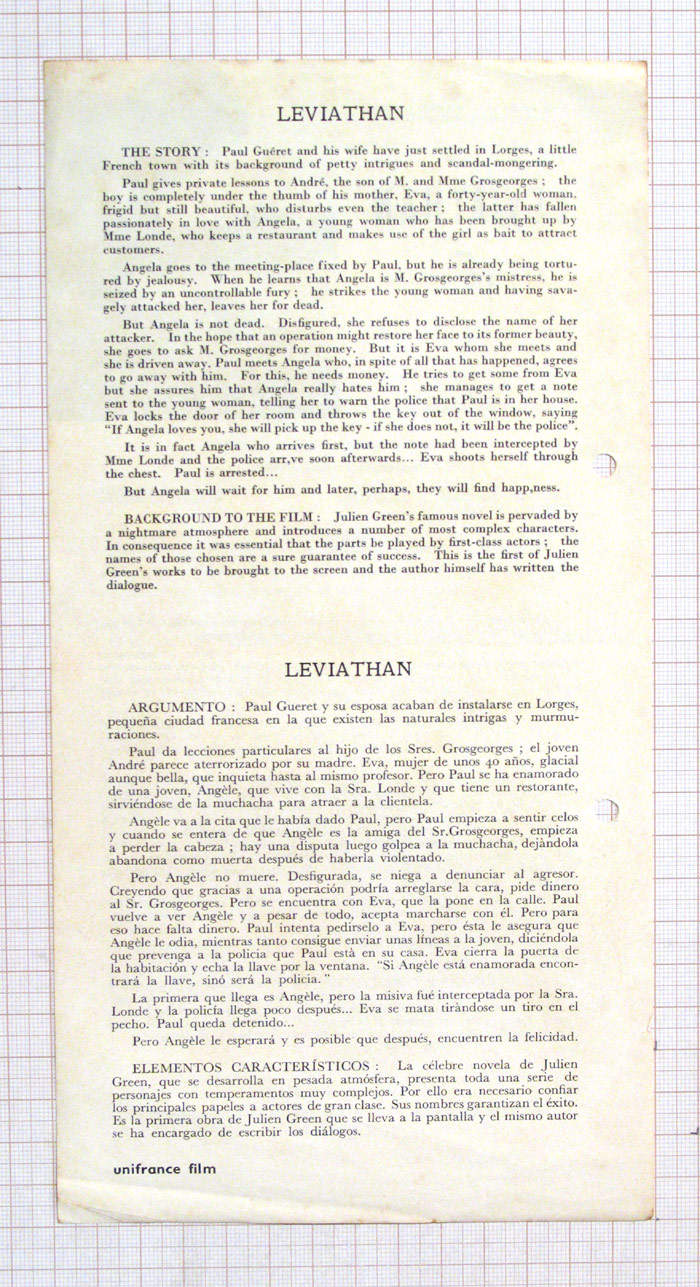 LEVIATHAN
THE STORY : Paul Guéret and his wife have just settled in Lorges, a little
French town with its background of petty intrigues and scandal-mongering.
Paul gives private lessons to André, the son of M. and Mme Grosgeorges ; the
boy is completely under the thumb of his mother, Eva, a forty-year-old woman,
frigid but still beautiful, who disturbs even the teacher ; the latter has fallen
passionately in love with Angela, a young woman who has been brought up by
Mme Londe, who keeps a restaurant and makes use of the girl as bait to attract
customers.
Angela goes to the meeting-place fixed by Paul, but he is already being tortu-
red by jealousy. When he learns that Angela is M. Grosgeorges's mistress, he is
seized by an uncontrollable fury ; he strikes the young woman and having sava-
gely attacked her, leaves her for dead.
But Angela is not dead. Disfigured, she refuses to disclose the name of her
attacker. In the hope that an operation might restore her face to its former beauty,
she goes to ask M. Grosgeorges for money. But it is Eva whom she meets and
she is driven away. Paul meets Angela who, in spite of all that has happened, agrees
to go away with him. For this, he needs money. He tries to get some from Eva
but she assures him that Angela really hates him ; she manages to get a note
sent to the young woman, telling her to warn the police that Paul is in her house.
Eva locks the door of her room and throws the key out of the window, saying
"If Angela loves you, she will pick up the key - if she does not, it will be the police".
It is in fact Angela who arrives first, but the note had been intercepted by
Mme Londe and the police arr,ve soon afterwards... Eva shoots herself through
the chest. Paul is arrested...
But Angela will wait for him and later, perhaps, they will find happ,ness.
BACKGROUND TO THE FILM : Julien Green's famous novel is pervaded by
a nightmare atmosphere and introduces a number of most complex characters.
In consequence it was essential that the parts be played by first-class actors ; the
names of those chosen are a sure guarantee of success. This is the first of Julien
Green's works to be brought to the screen and the author himself has written the
dialogue.
LEVIATHAN
ARGUMENTO : Paul Gueret y su esposa acaban de instalarse en Lorges,
pequeña ciudad francesa en la que existen las naturales intrigas y murmu-
raciones.
Paul da lecciones particulares al hijo de los Sres. Grosgeorges ; el joven
André parece aterrorizado por su madre. Eva, mujer de unos 40 años, glacial
aunque bella, que inquieta hasta al mismo profesor. Pero Paul se ha enamorado
de una joven, Angèle, que vive con la Sra. Londe y que tiene un restorante,
sirviéndose de la muchacha para atraer a la clientela.
Angèle va a la cita que le había dado Paul, pero Paul empieza a sentir celos
y cuando se entera de que Angèle es la amiga del Sr.Grosgeorges, empieza
a perder la cabeza ; hay una disputa luego golpea a la muchacha, dejàndola
abandona como muerta después de haberla violentado.
Pero Angèle no muere. Desfigurada, se niega a denunciar al agresor.
Creyendo que gracias a una operación podría arreglarse la cara, pide dinero
al Sr. Grosgeorges. Pero se encuentra con Eva, que la pone en la calle. Paul
vuelve a ver Angèle y a pesar de todo, acepta marcharse con él. Pero para
eso hace falta dinero. Paul intenta pedirselo a Eva, pero ésta le asegura que
Angèle le odia, mientras tanto consigue enviar unas líneas a la joven, diciéndola
que prevenga a la policia que Paul està en su casa. Eva cierra la puerta de
la habitación y echa la llave por la ventana. "Si Angèle está enamorada encon-
trará la llave, sinó será la policia."
La primera que llega es Angèle, pero la misiva fué interceptada por la Sra.
Londe y la policía llega poco después... Eva se mata tiràndose un tiro en el
pecho. Paul queda detenido...
Pero Angèle le esperará y es posible que después, encuentren la felicidad.
ELEMENTOS CARACTERÍSTICOS : La célebre novela de Julien
Green, que se desarrolla en pesada atmósfera, presenta toda una serie de
personajes con temperamentos muy complejos. Por ello era necesario confiar
los principales papeles a actores de gran clase. Sus nombres garantizan el éxito.
Es la primera obra de Julien Green que se lleva a la pantalla y el mismo autor
se ha encargado de escribir los diálogos.
unifrance film